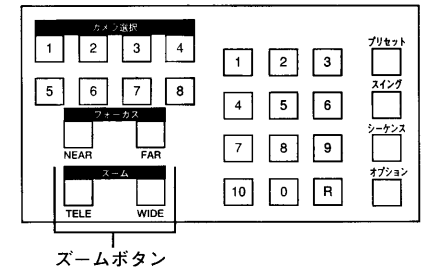 カメラ選択
1 2 3 4
5 6 7 8
フォーカス
NEAR FAR
ズーム
TELE WIDE
1 2 3
4 5 6
7 8 9
10 0 R
プリセット
スイング
シーケンス
オプション
ズームボタン